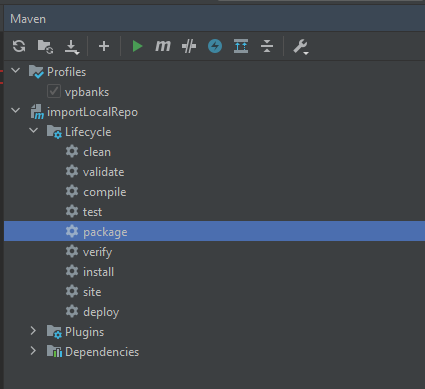 Maven
Profiles
vpbanks
importLocalRepo
Lifecycle
clean
validate
compile
test
package
verify
install
site
deploy
Plugins
Dependencies